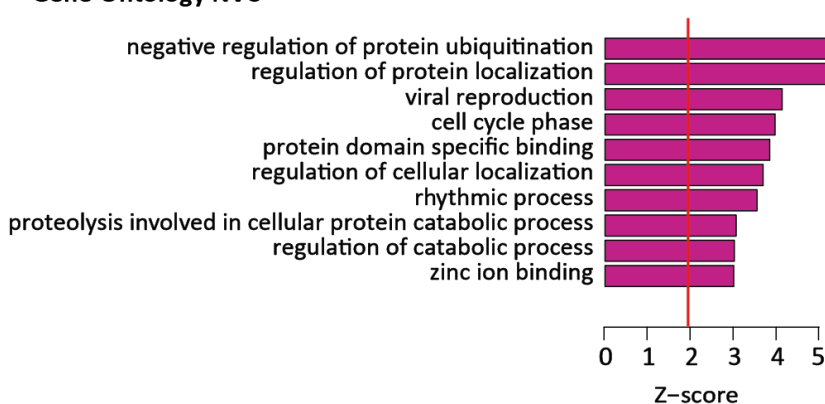 negative regulation of protein ubiquitination
regulation of protein localization
viral reproduction
cell cycle phase
protein domain specific binding
regulation of cellular localization
rhythmic process
proteolysis involved in cellular protein catabolic process
regulation of catabolic process
zinc ion binding
0 1 2 3 4 5
Z−score